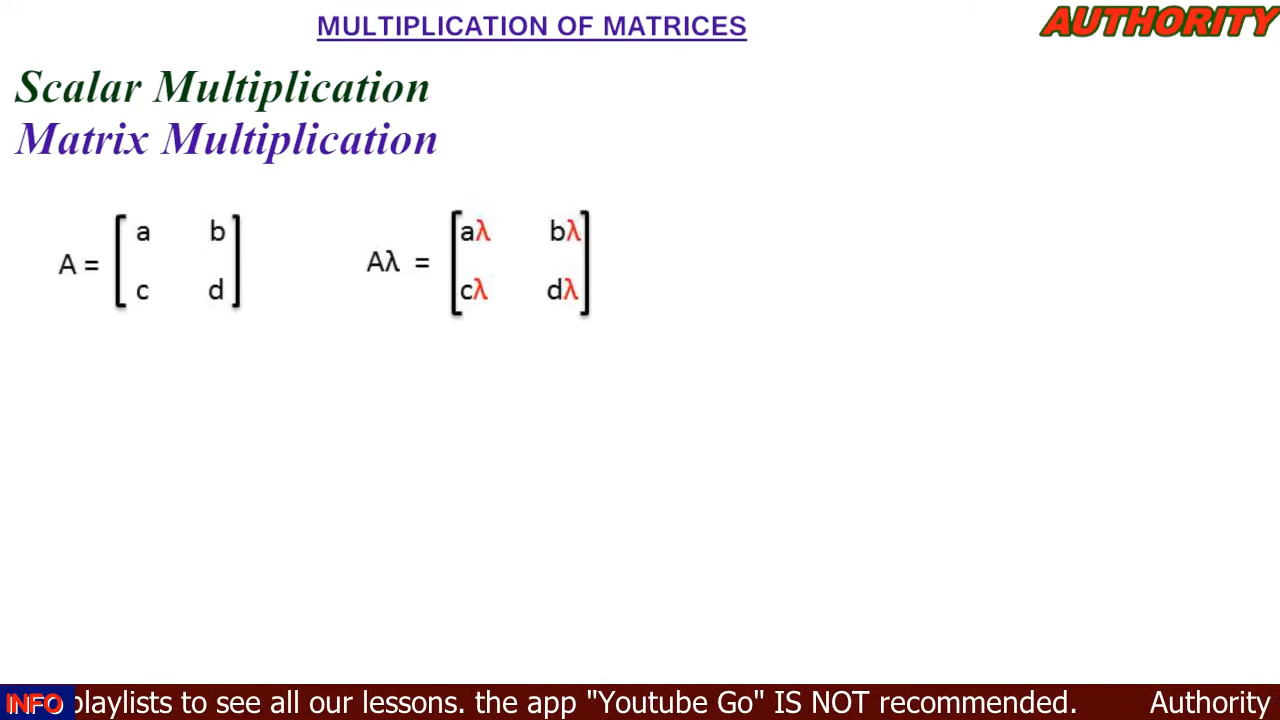 MULTIPLICATION OF MATRICES
AUTHORITY
Scalar Multiplication
Matrix Multiplication
A = [ a b
c d ]
Aλ = [ aλ bλ
cλ dλ ]
INFO playlists to see all our lessons. the app "Youtube Go" IS NOT recommended. Authority